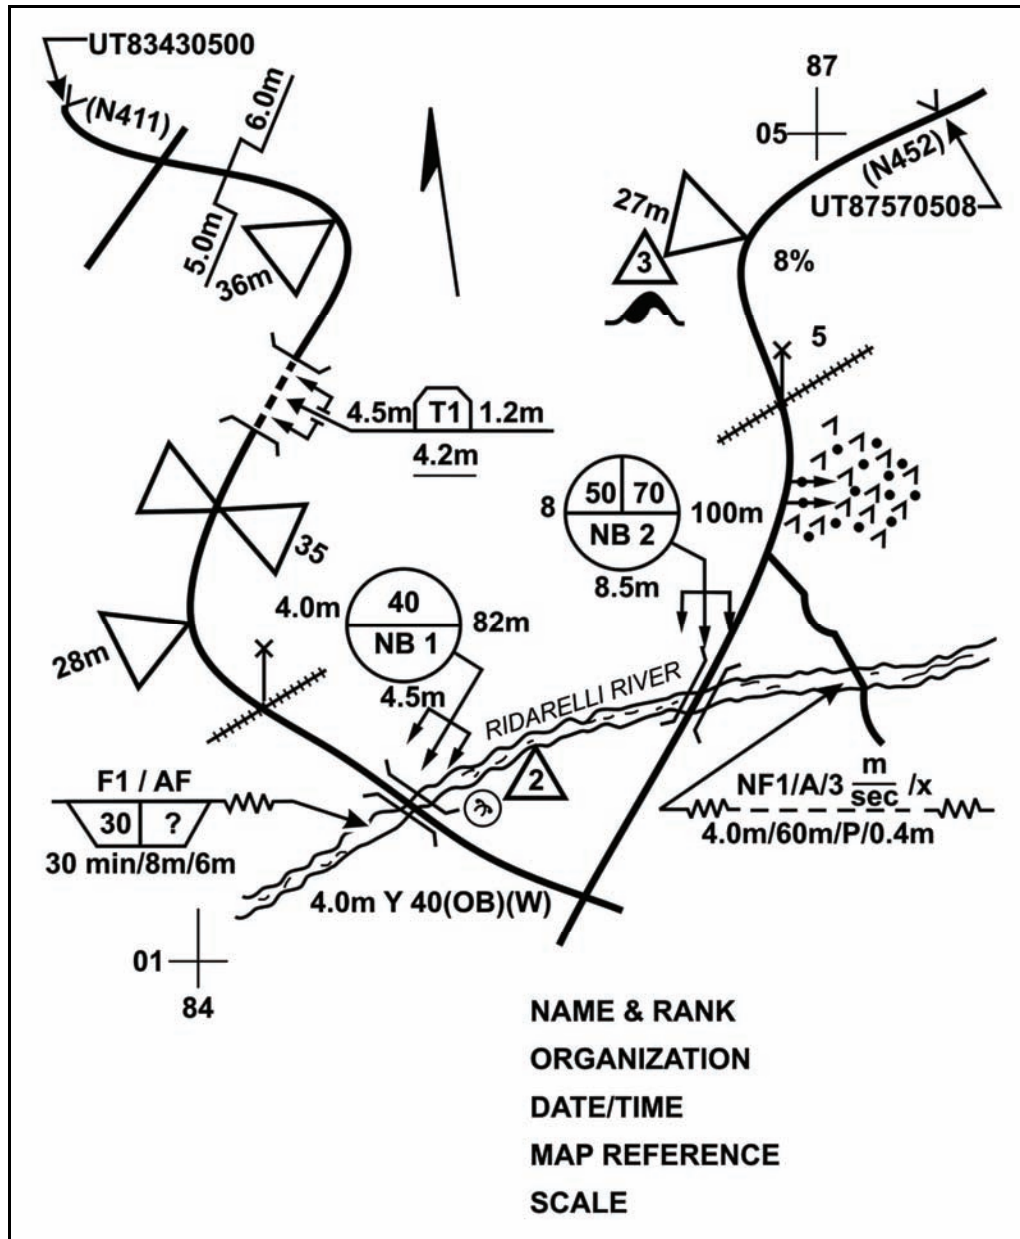 UT83430500
(N411)
6.0m
5.0m
36m
87
05
(N452)
UT87570508
27m
3
8%
5
4.5m T1 1.2m
4.2m
35
8 50 70 100m
NB 2
8.5m
4.0m 40 82m
NB 1
4.5m
28m
RIDARELLI RIVER
2
F1 / AF
30 ?
30 min/8m/6m
NF1/A/3 m/sec /x
4.0m/60m/P/0.4m
4.0m Y 40(OB)(W)
01
84
NAME & RANK
ORGANIZATION
DATE/TIME
MAP REFERENCE
SCALE